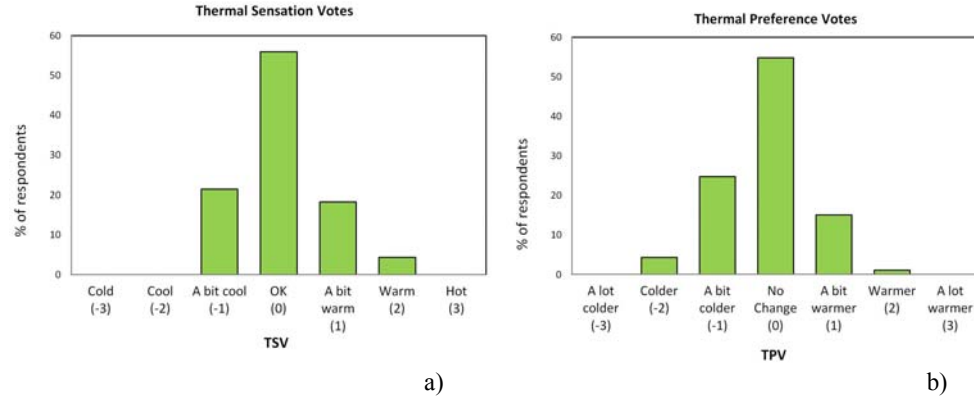 Thermal Sensation Votes
% of respondents
60
50
40
30
20
10
0
Cold
(-3)
Cool
(-2)
A bit cool
(-1)
OK
(0)
A bit
warm
(1)
Warm
(2)
Hot
(3)
TSV
a)
Thermal Preference Votes
% of respondents
60
50
40
30
20
10
0
A lot
colder
(-3)
Colder
(-2)
A bit
colder
(-1)
No
Change
(0)
A bit
warmer
(1)
Warmer
(2)
A lot
warmer
(3)
TPV
b)